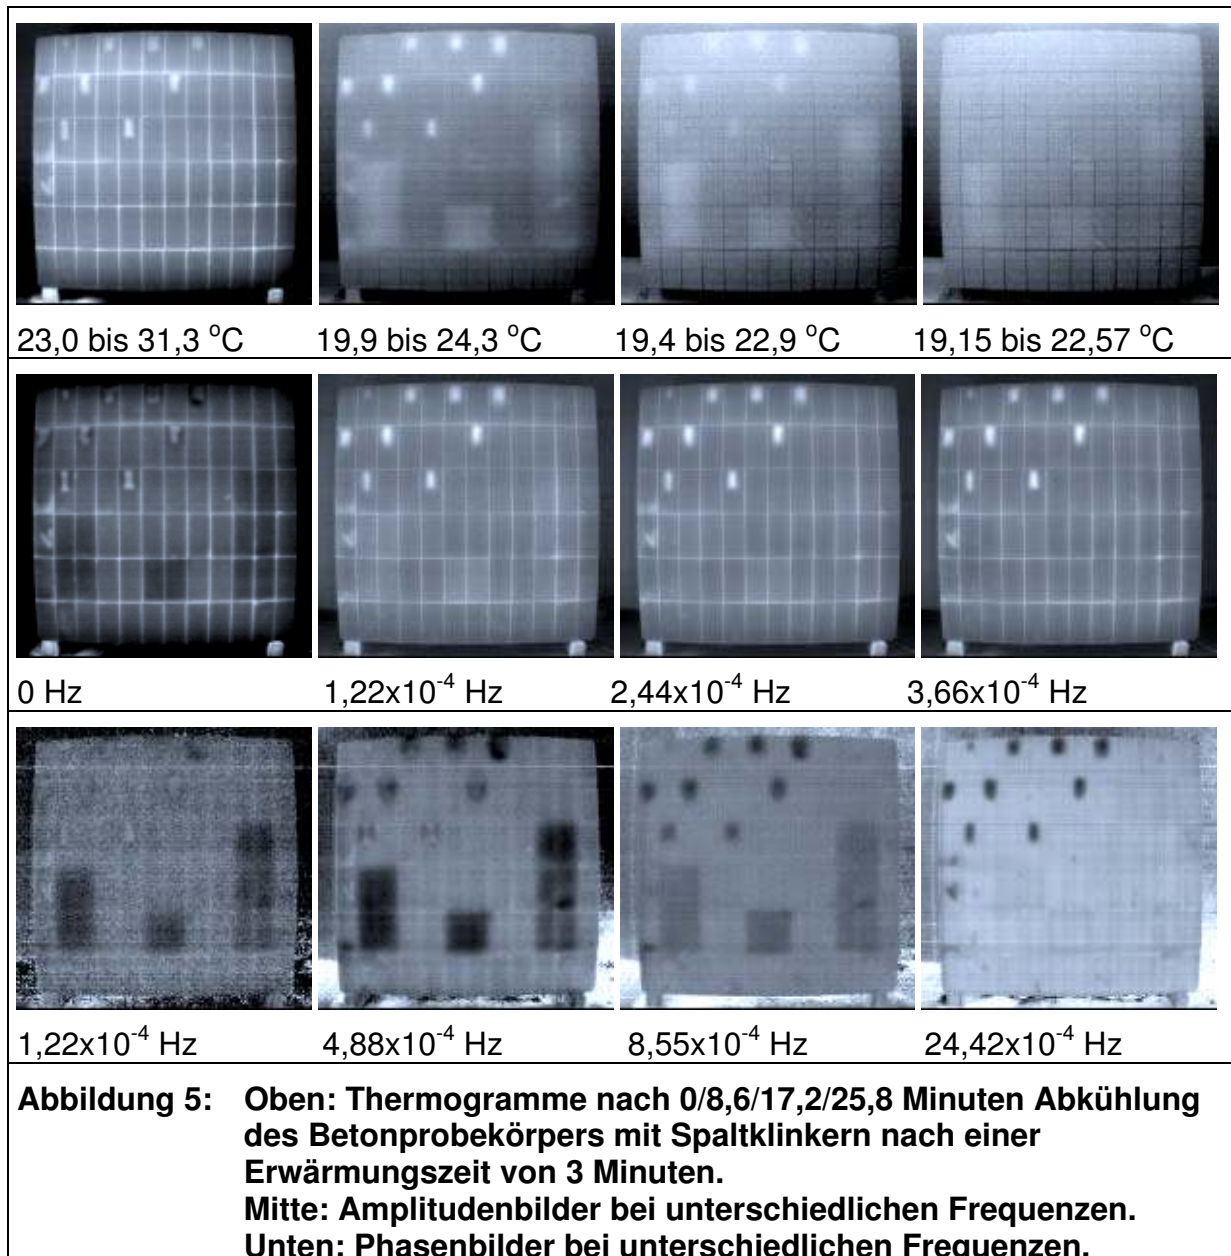 23,0 bis 31,3 °C 19,9 bis 24,3 °C 19,4 bis 22,9 °C 19,15 bis 22,57 °C
0 Hz 1,22x10⁻⁴ Hz 2,44x10⁻⁴ Hz 3,66x10⁻⁴ Hz
1,22x10⁻⁴ Hz 4,88x10⁻⁴ Hz 8,55x10⁻⁴ Hz 24,42x10⁻⁴ Hz
Abbildung 5: Oben: Thermogramme nach 0/8,6/17,2/25,8 Minuten Abkühlung
des Betonprobekörpers mit Spaltklinkern nach einer
Erwärmungszeit von 3 Minuten.
Mitte: Amplitudenbilder bei unterschiedlichen Frequenzen.
Unten: Phasenbilder bei unterschiedlichen Frequenzen.